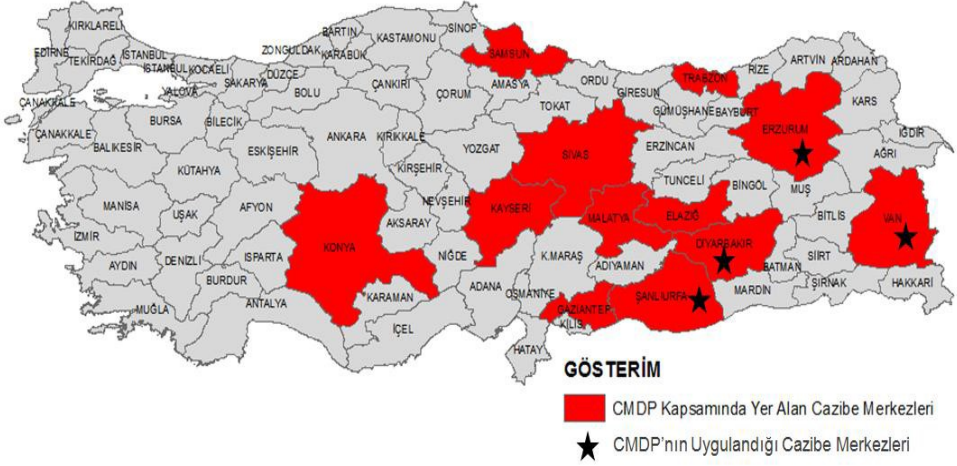 KIRKLARELİ
EDİRNE
TEKİRDAĞ
İSTANBUL
İSTANBUL
KOCAELİ
YALOVA
SAKARYA
DÜZCE
ZONGULDAK
BARTIN
KARABÜK
KASTAMONU
SİNOP
SAMSUN
BOLU
ÇANKIRI
ÇORUM
AMASYA
TOKAT
ORDU
GİRESUN
TRABZON
RİZE
ARTVİN
ARDAHAN
KARS
IĞDIR
AĞRI
GÜMÜŞHANE
BAYBURT
ERZURUM
ERZİNCAN
ÇANAKKALE
ÇANAKKALE
BALIKESİR
BURSA
BİLECİK
ESKİŞEHİR
ANKARA
KIRIKKALE
KIRŞEHİR
YOZGAT
SIVAS
TUNCELİ
BİNGÖL
MUŞ
BİTLİS
VAN
KÜTAHYA
MANİSA
UŞAK
AFYON
AKSARAY
NEVŞEHİR
KAYSERİ
MALATYA
ELAZIĞ
DİYARBAKIR
BATMAN
SİİRT
ŞIRNAK
HAKKARİ
İZMİR
AYDIN
DENİZLİ
ISPARTA
BURDUR
KONYA
NİĞDE
K.MARAŞ
ADIYAMAN
ŞANLIURFA
MARDİN
MUĞLA
ANTALYA
KARAMAN
İÇEL
ADANA
OSMANİYE
GAZİANTEP
KİLİS
HATAY
GÖSTERİM
CMDP Kapsamında Yer Alan Cazibe Merkezleri
CMDP'nın Uygulandığı Cazibe Merkezleri